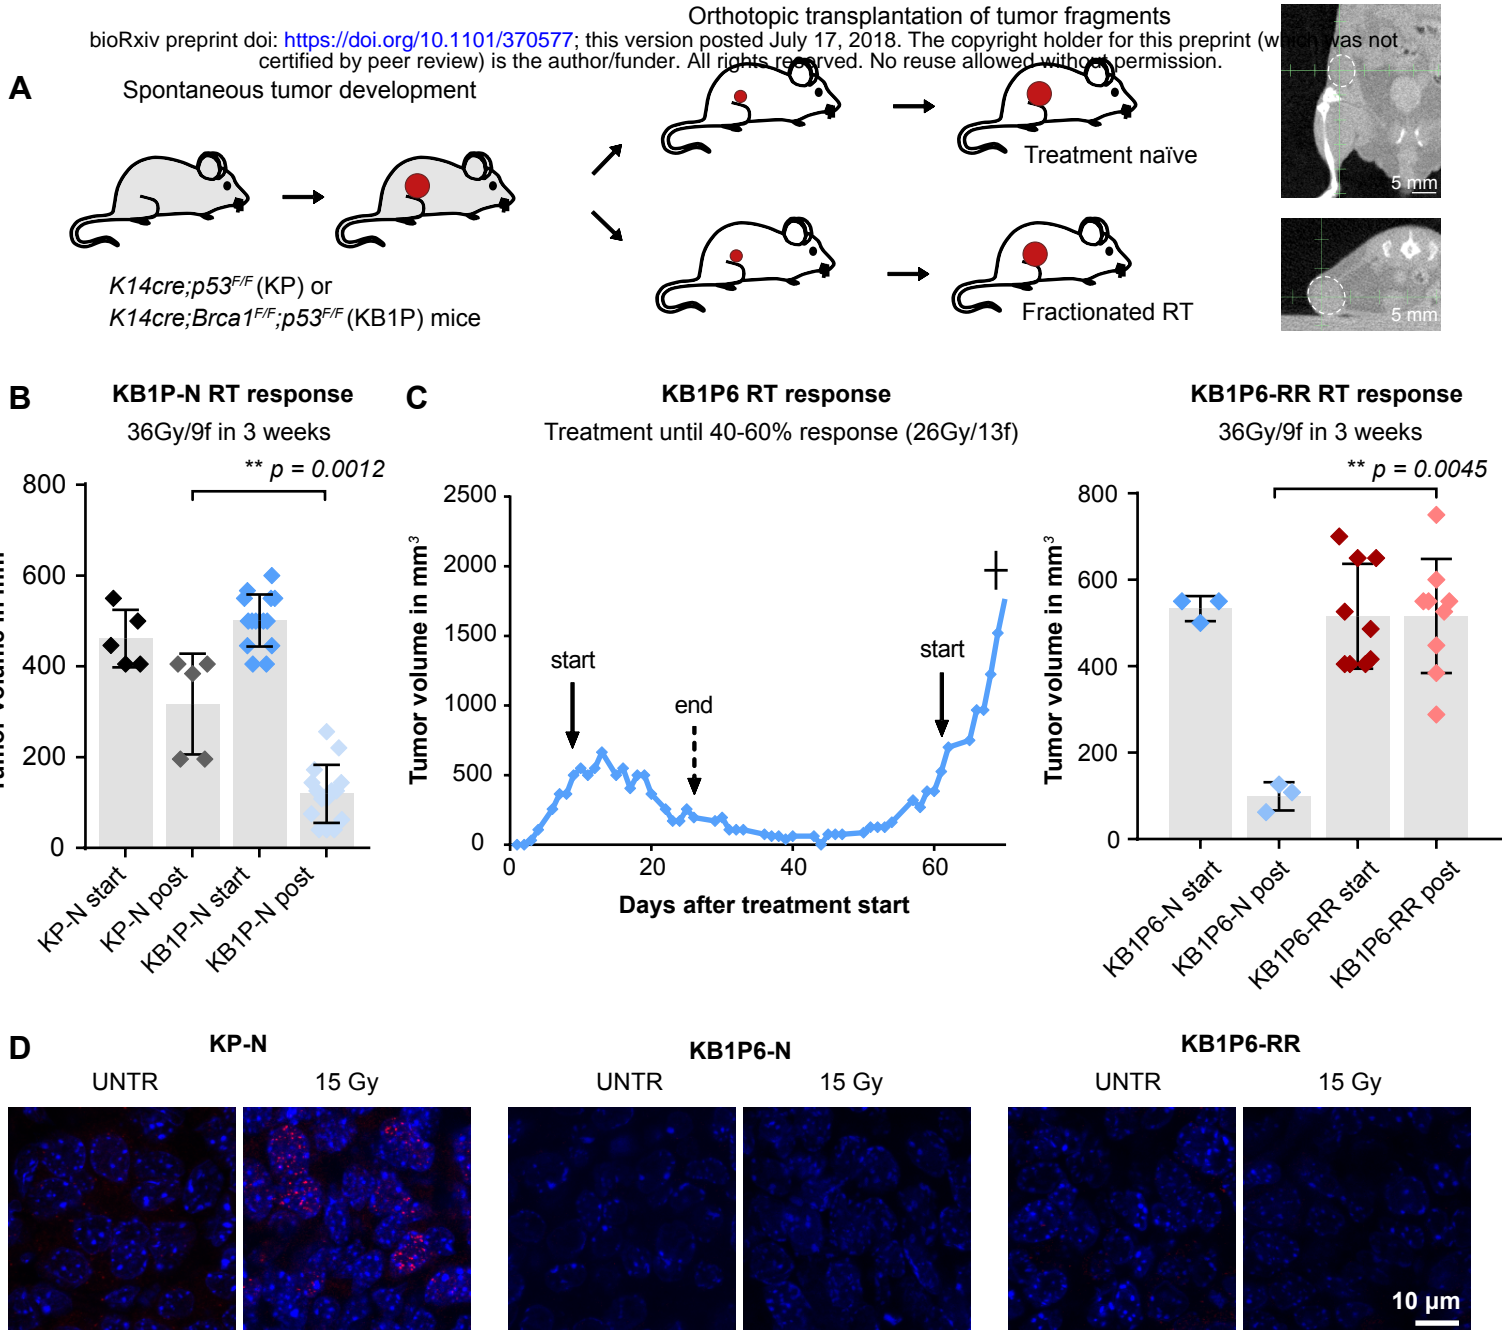 Orthotopic transplantation of tumor fragments
bioRxiv preprint doi: https://doi.org/10.1101/370577; this version posted July 17, 2018. The copyright holder for this preprint (which was not
certified by peer review) is the author/funder. All rights reserved. No reuse allowed without permission.
A
Spontaneous tumor development
Treatment naïve
5 mm
K14cre;p53F/F (KP) or
K14cre;Brca1F/F;p53F/F (KB1P) mice
Fractionated RT
5 mm
B
KB1P-N RT response
36Gy/9f in 3 weeks
** p = 0.0012
800
600
400
200
0
Tumor volume in mm
KP-N start
KP-N post
KB1P-N start
KB1P-N post
C
KB1P6 RT response
Treatment until 40-60% response (26Gy/13f)
Tumor volume in mm3
2500
2000
1500
1000
500
0
start
end
start
0
20
40
60
Days after treatment start
KB1P6-RR RT response
36Gy/9f in 3 weeks
** p = 0.0045
Tumor volume in mm3
800
600
400
200
0
KB1P6-N start
KB1P6-N post
KB1P6-RR start
KB1P6-RR post
D
KP-N
KB1P6-N
KB1P6-RR
UNTR
15 Gy
UNTR
15 Gy
UNTR
15 Gy
10 µm